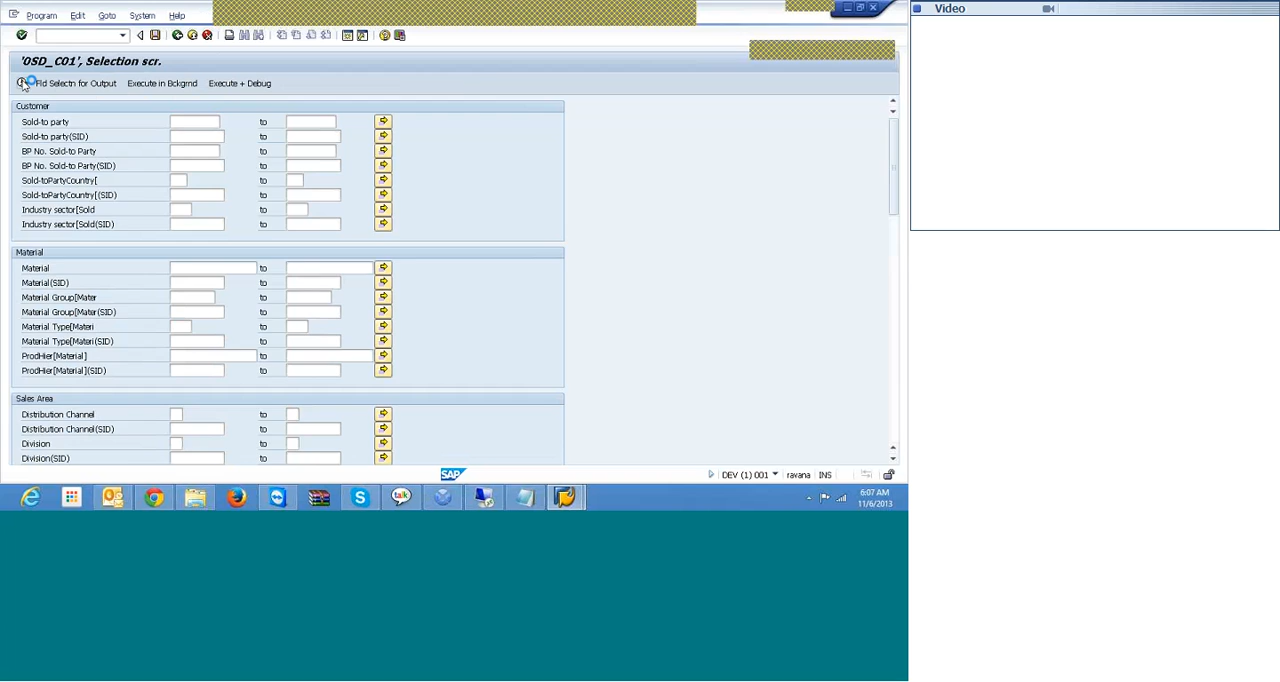 Program Edit Goto System Help
Video
'0SD_C01', Selection scr.
Fld Selectn for Output Execute in Bckgrnd Execute + Debug
Customer
Sold-to party to
Sold-to party(SID) to
BP No. Sold-to Party to
BP No. Sold-to Party(SID) to
Sold-toPartyCountry[ to
Sold-toPartyCountry[(SID) to
Industry sector[Sold to
Industry sector[Sold(SID) to
Material
Material to
Material(SID) to
Material Group[Mater to
Material Group[Mater(SID) to
Material Type[Materi to
Material Type[Materi(SID) to
ProdHier[Material] to
ProdHier[Material](SID) to
Sales Area
Distribution Channel to
Distribution Channel(SID) to
Division to
Division(SID) to
SAP DEV (1) 001 ravana INS
talk
6:07 AM
11/6/2013